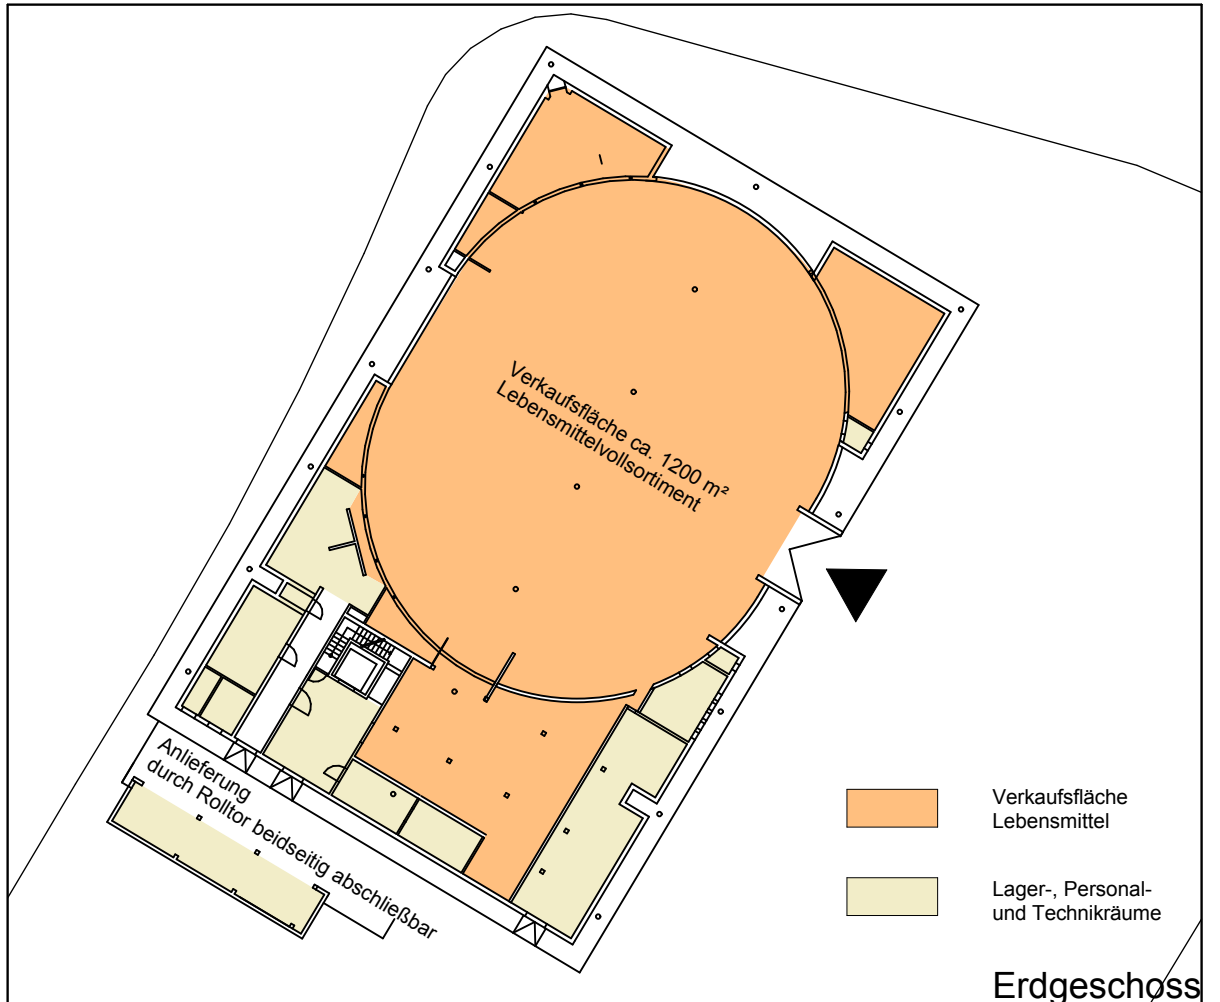 Verkaufsfläche ca. 1200 m²
Lebensmittelvollsortiment
Anlieferung
durch Rolltor beidseitig abschließbar
Verkaufsfläche
Lebensmittel
Lager-, Personal-
und Technikräume
Erdgeschoss